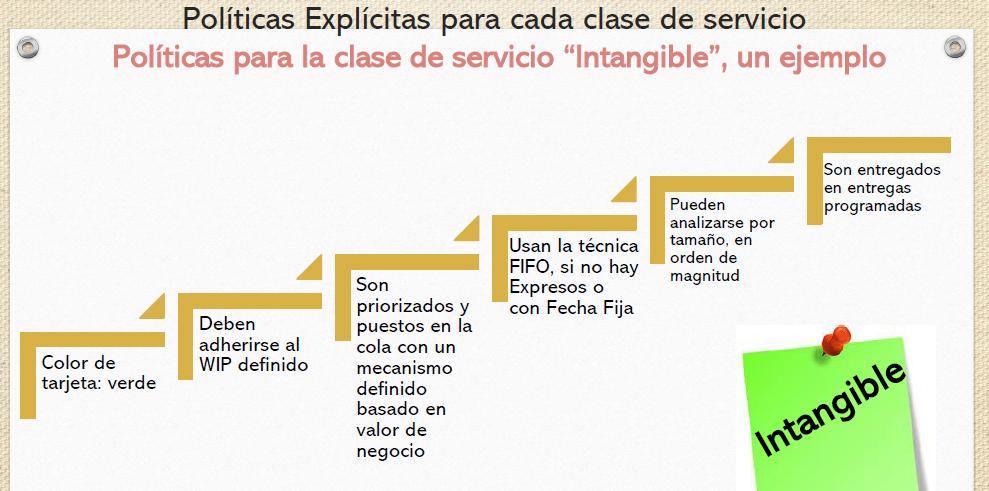 Políticas Explícitas para cada clase de servicio
Políticas para la clase de servicio “Intangible”, un ejemplo
Color de
tarjeta: verde
Deben
adherirse al
WIP definido
Son
priorizados y
puestos en la
cola con un
mecanismo
definido
basado en
valor de
negocio
Usan la técnica
FIFO, si no hay
Expresos o
con Fecha Fija
Pueden
analizarse por
tamaño, en
orden de
magnitud
Son entregados
en entregas
programadas
Intangible